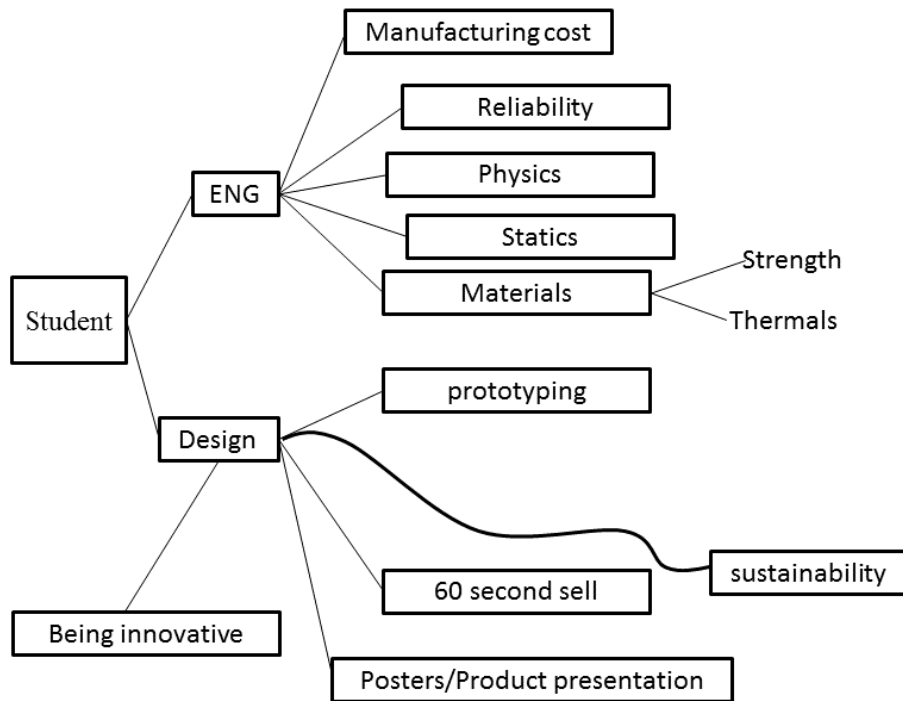 Manufacturing cost
Reliability
ENG
Physics
Statics
Strength
Materials
Student
Thermals
prototyping
Design
60 second sell
sustainability
Being innovative
Posters/Product presentation